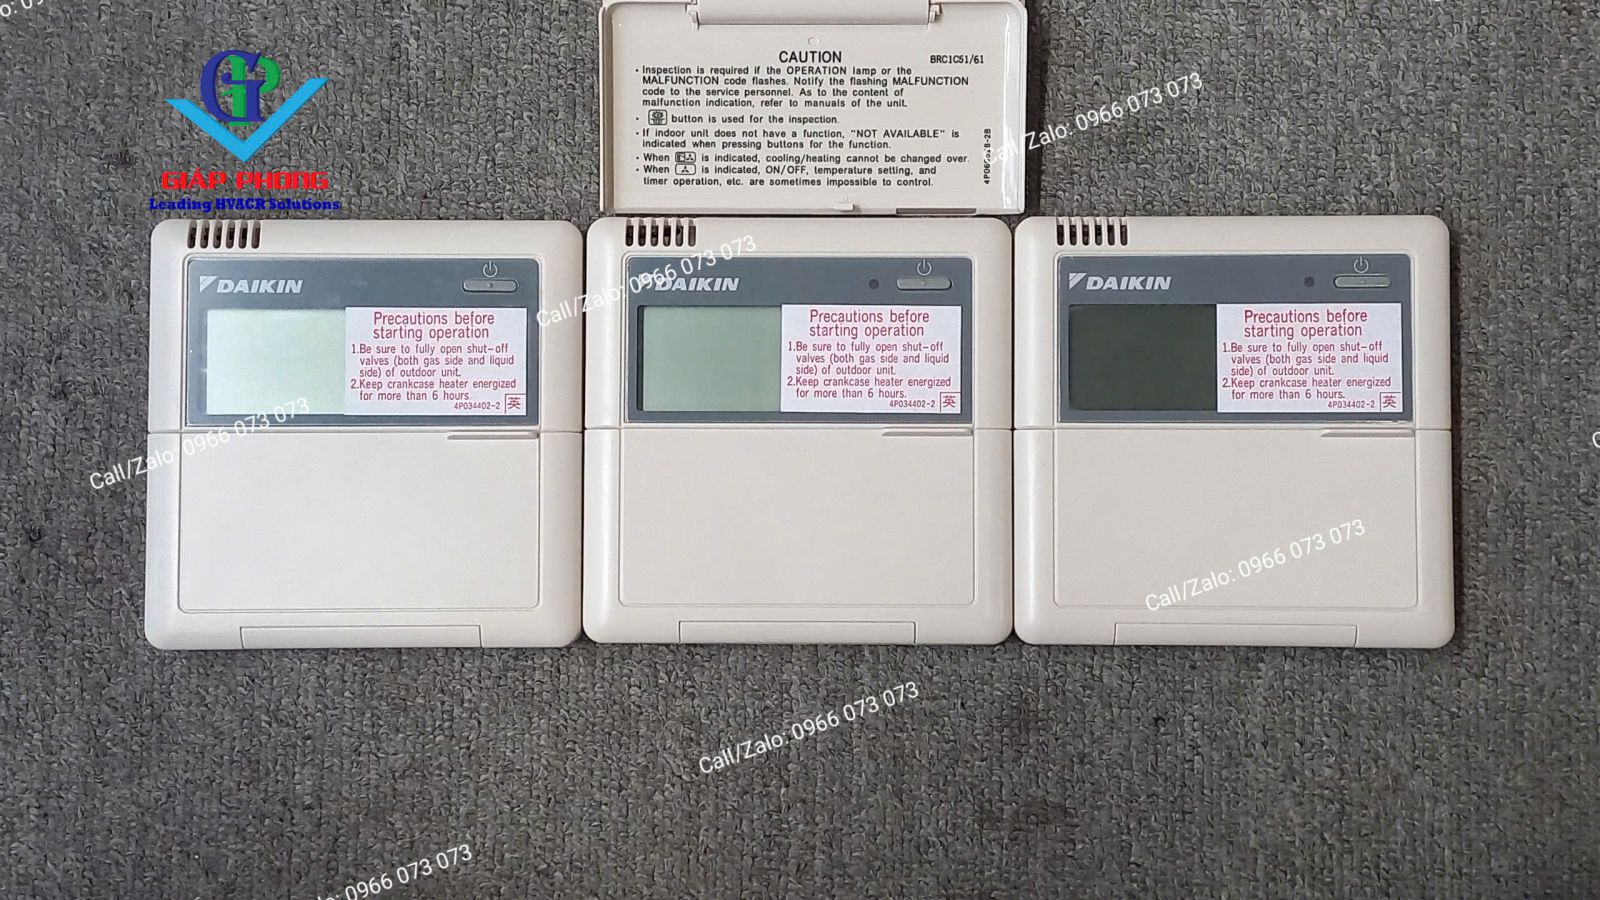 CAUTION
BRC1C51/61
・Inspection is required if the OPERATION lamp or the
MALFUNCTION code flashes. Notify the flashing MALFUNCTION
code to the service personnel. As to the content of
malfunction indication, refer to manuals of the unit.
・ button is used for the inspection.
・If indoor unit does not have a function, "NOT AVAILABLE" is
indicated when pressing buttons for the function.
・When is indicated, cooling/heating cannot be changed over.
・When is indicated, ON/OFF, temperature setting, and
timer operation, etc. are sometimes impossible to control.
GP
GIÁP PHONG
Leading HVACR Solutions
Call/Zalo: 0966 073 073
DAIKIN
Precautions before
starting operation
1.Be sure to fully open shut-off
valves (both gas side and liquid
side) of outdoor unit.
2.Keep crankcase heater energized
for more than 6 hours.
4P034402-2 英
Call/Zalo: 0966 073 073
DAIKIN
Precautions before
starting operation
1.Be sure to fully open shut-off
valves (both gas side and liquid
side) of outdoor unit.
2.Keep crankcase heater energized
for more than 6 hours.
4P034402-2 英
DAIKIN
Precautions before
starting operation
1.Be sure to fully open shut-off
valves (both gas side and liquid
side) of outdoor unit.
2.Keep crankcase heater energized
for more than 6 hours.
4P034402-2 英
Call/Zalo: 0966 073 073
Call/Zalo: 0966 073 073
Call/Zalo: 0966 073 073
0966 073 073